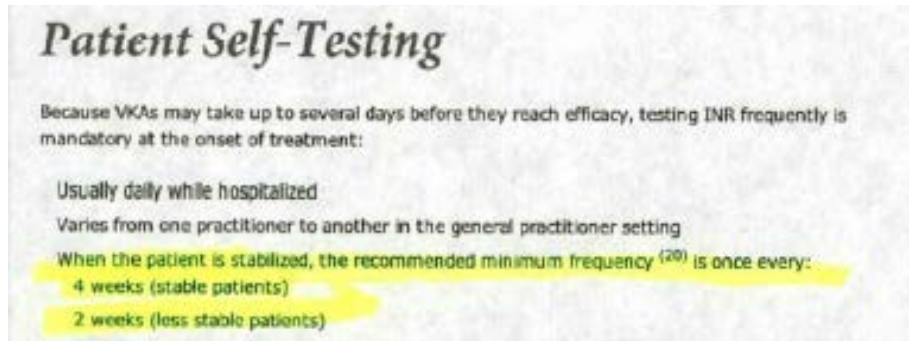 Patient Self-Testing
Because VKAs may take up to several days before they reach efficacy, testing INR frequently is
mandatory at the onset of treatment:
Usually daily while hospitalized
Varies from one practitioner to another in the general practitioner setting
When the patient is stabilized, the recommended minimum frequency (20) is once every:
4 weeks (stable patients)
2 weeks (less stable patients)